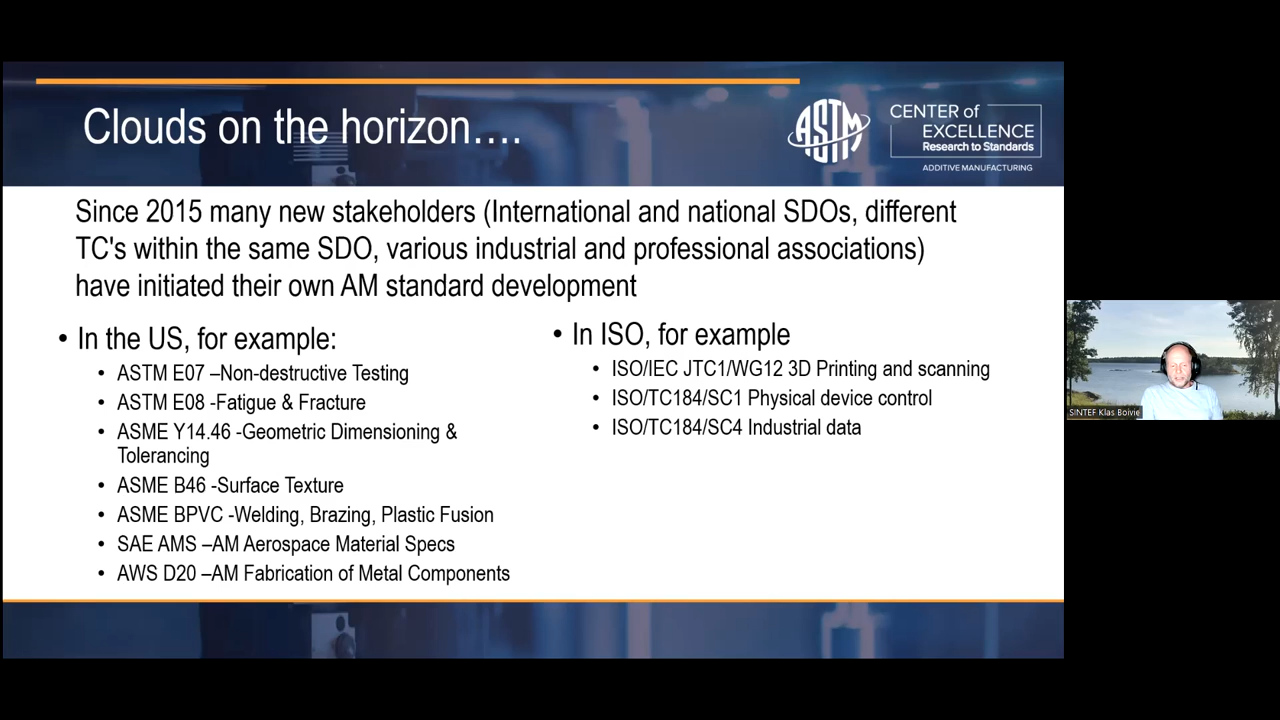 Clouds on the horizon….
ASTM
CENTER of
EXCELLENCE
Research to Standards
ADDITIVE MANUFACTURING
Since 2015 many new stakeholders (International and national SDOs, different
TC's within the same SDO, various industrial and professional associations)
have initiated their own AM standard development
• In the US, for example:
• ASTM E07 –Non-destructive Testing
• ASTM E08 -Fatigue & Fracture
• ASME Y14.46 -Geometric Dimensioning &
Tolerancing
• ASME B46 -Surface Texture
• ASME BPVC -Welding, Brazing, Plastic Fusion
• SAE AMS –AM Aerospace Material Specs
• AWS D20 –AM Fabrication of Metal Components
• In ISO, for example
• ISO/IEC JTC1/WG12 3D Printing and scanning
• ISO/TC184/SC1 Physical device control
• ISO/TC184/SC4 Industrial data
SINTEF Klas Boivie